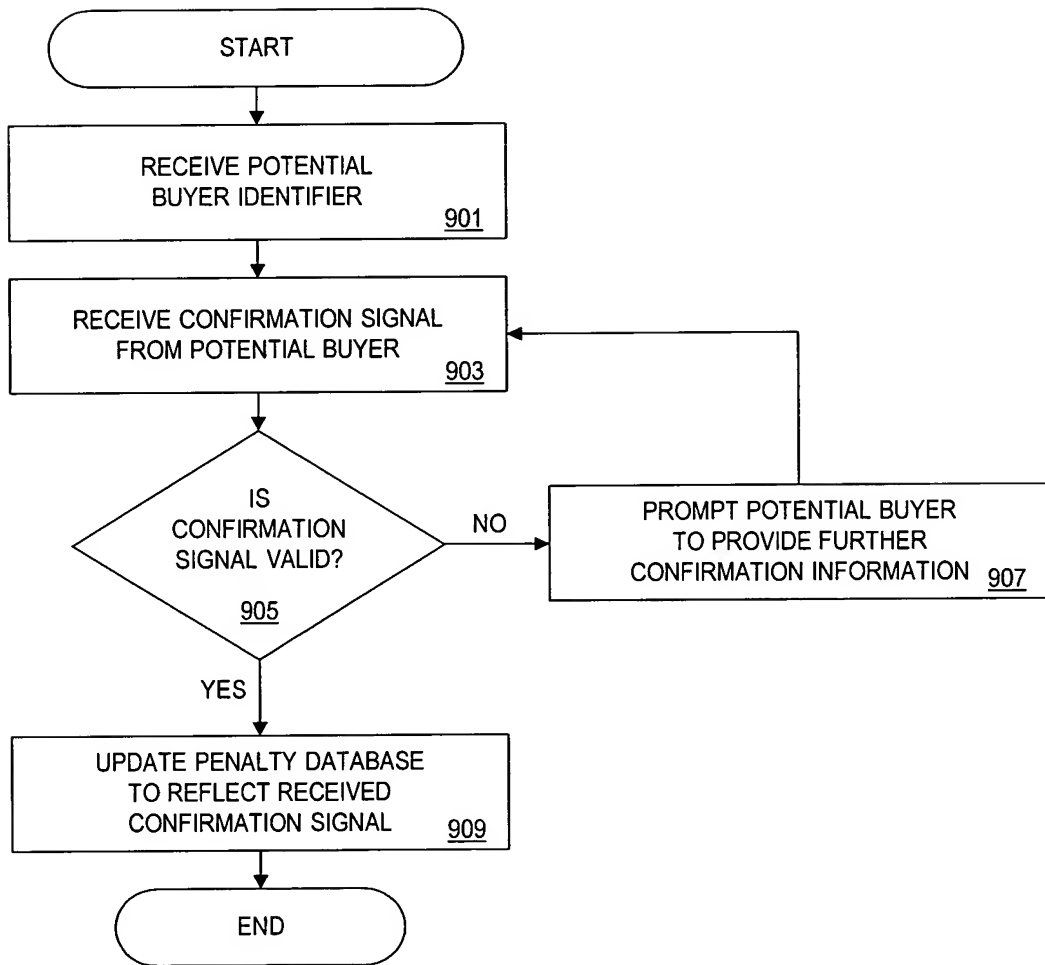 START
RECEIVE POTENTIAL
BUYER IDENTIFIER
901
RECEIVE CONFIRMATION SIGNAL
FROM POTENTIAL BUYER
903
IS
CONFIRMATION
SIGNAL VALID?
905
NO
PROMPT POTENTIAL BUYER
TO PROVIDE FURTHER
CONFIRMATION INFORMATION
907
YES
UPDATE PENALTY DATABASE
TO REFLECT RECEIVED
CONFIRMATION SIGNAL
909
END